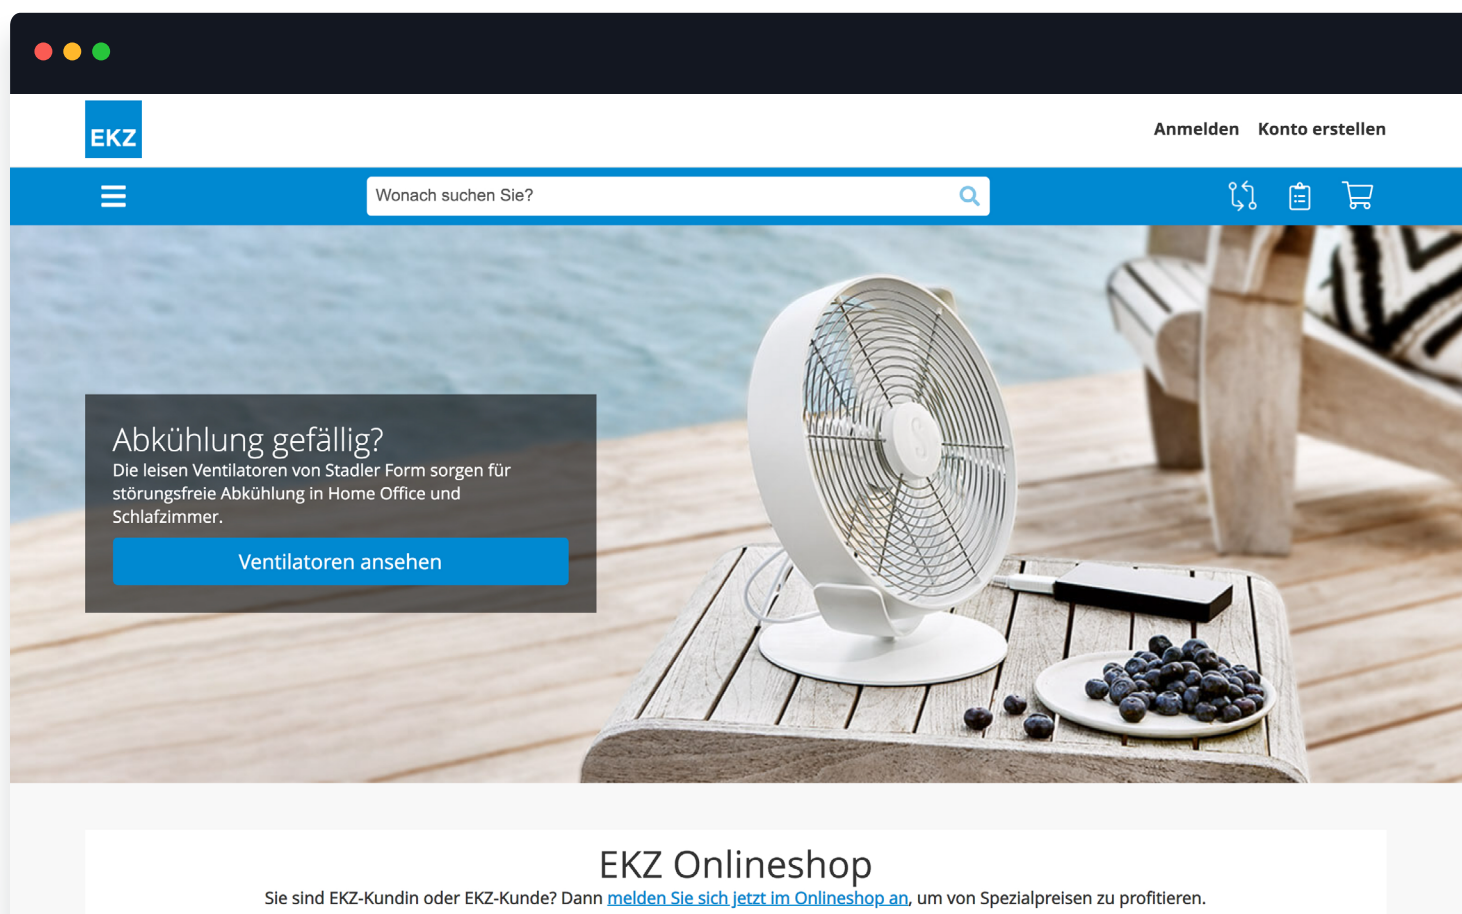 EKZ
Anmelden Konto erstellen
Wonach suchen Sie?
Abkühlung gefällig?
Die leisen Ventilatoren von Stadler Form sorgen für
störungsfreie Abkühlung in Home Office und
Schlafzimmer.
Ventilatoren ansehen
S
EKZ Onlineshop
Sie sind EKZ-Kundin oder EKZ-Kunde? Dann melden Sie sich jetzt im Onlineshop an, um von Spezialpreisen zu profitieren.